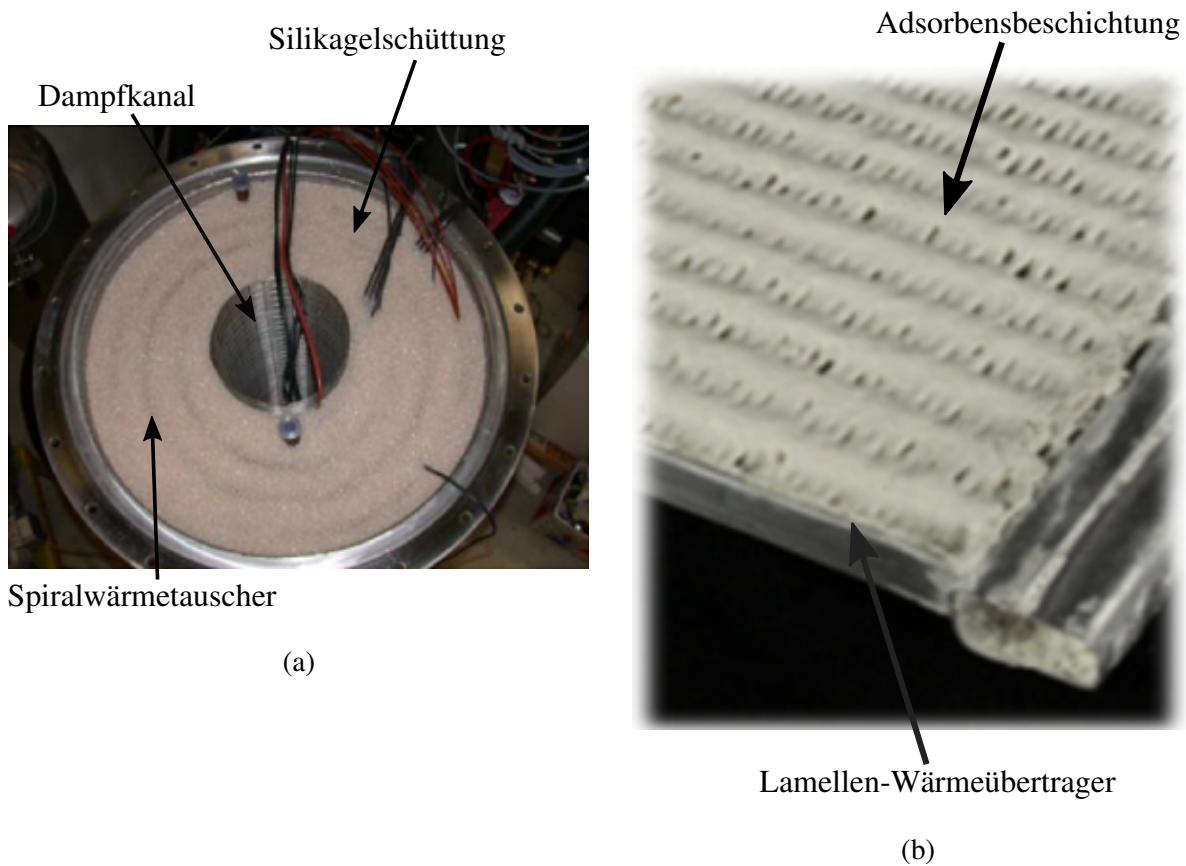 Silikagelschüttung
Dampfkanal
Spiralwärmetauscher
(a)
Adsorbensbeschichtung
Lamellen-Wärmeübertrager
(b)